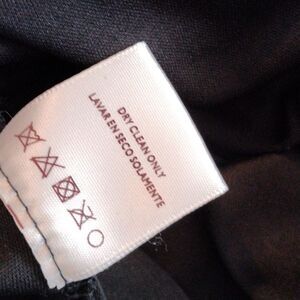 DRY CLEAN ONLY
LAVAR EN SECO SOLAMENTE